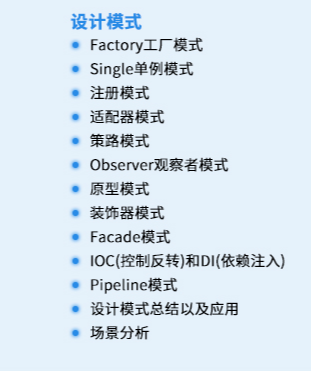 设计模式
Factory工厂模式
Single单例模式
注册模式
适配器模式
策路模式
Observer观察者模式
原型模式
装饰器模式
Facade模式
IOC(控制反转)和DI(依赖注入)
Pipeline模式
设计模式总结以及应用
场景分析